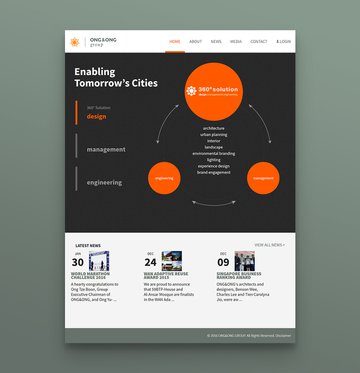 ONG&ONG
group
HOME ABOUT NEWS MEDIA CONTACT LOGIN
Enabling
Tomorrow's Cities
360° Solution
design
management
engineering
360° solution
architecture
urban planning
interior
landscape
environmental branding
lighting
experience design
brand engagement
engineering
management
LATEST NEWS
VIEW ALL NEWS >
JAN
30
WORLD MARATHON
CHALLENGE 2016
A hearty congratulations to
Ong Tze Boon, Group
Executive Chairman of
ONG&ONG, and Ong Yu- ...
DEC
24
WAN ADAPTIVE REUSE
AWARD 2015
We are proud to announce
that SHBTP House and
Al-Ansar Mosque are finalists
in the WAN Ada ...
DEC
09
SINGAPORE BUSINESS
RANKING AWARD
ONG&ONG's architects and
designers, Benson Wee,
Charles Lee and Tien Carolyna
Jio, were aw ...
© 2016 ONG&ONG GROUP All Rights Reserved. Disclaimer